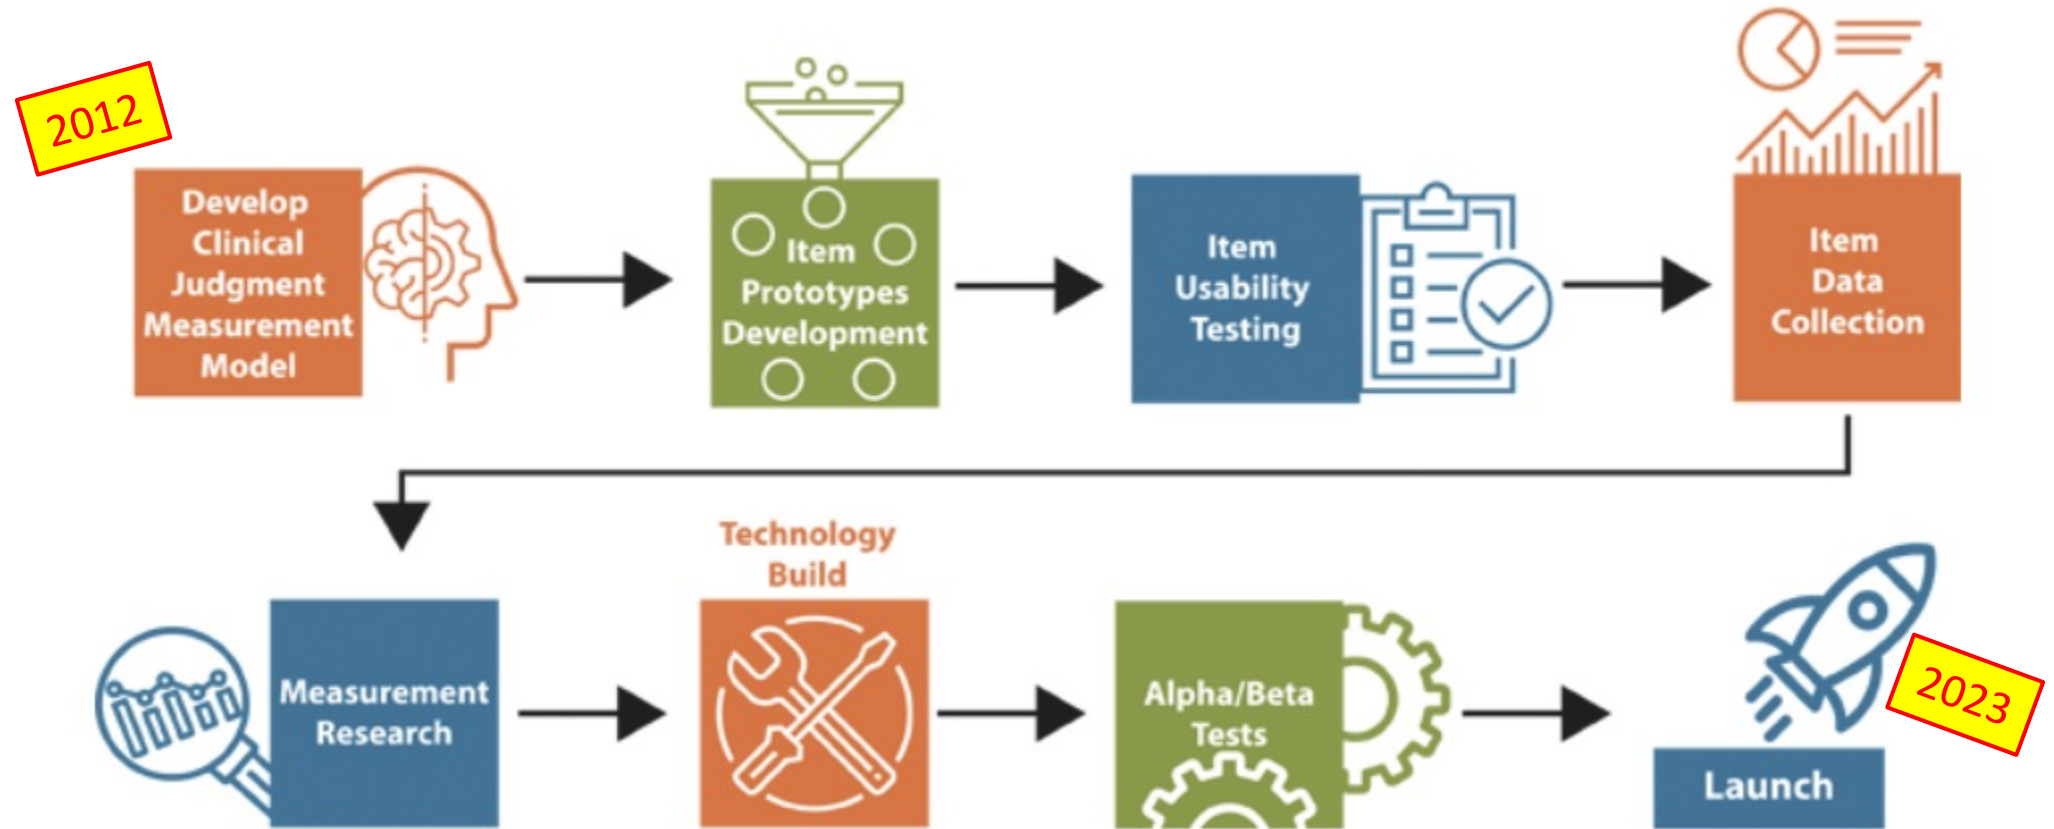 2012
Develop
Clinical
Judgment
Measurement
Model
Item
Prototypes
Development
Item
Usability
Testing
Item
Data
Collection
Measurement
Research
Technology
Build
Alpha/Beta
Tests
2023
Launch